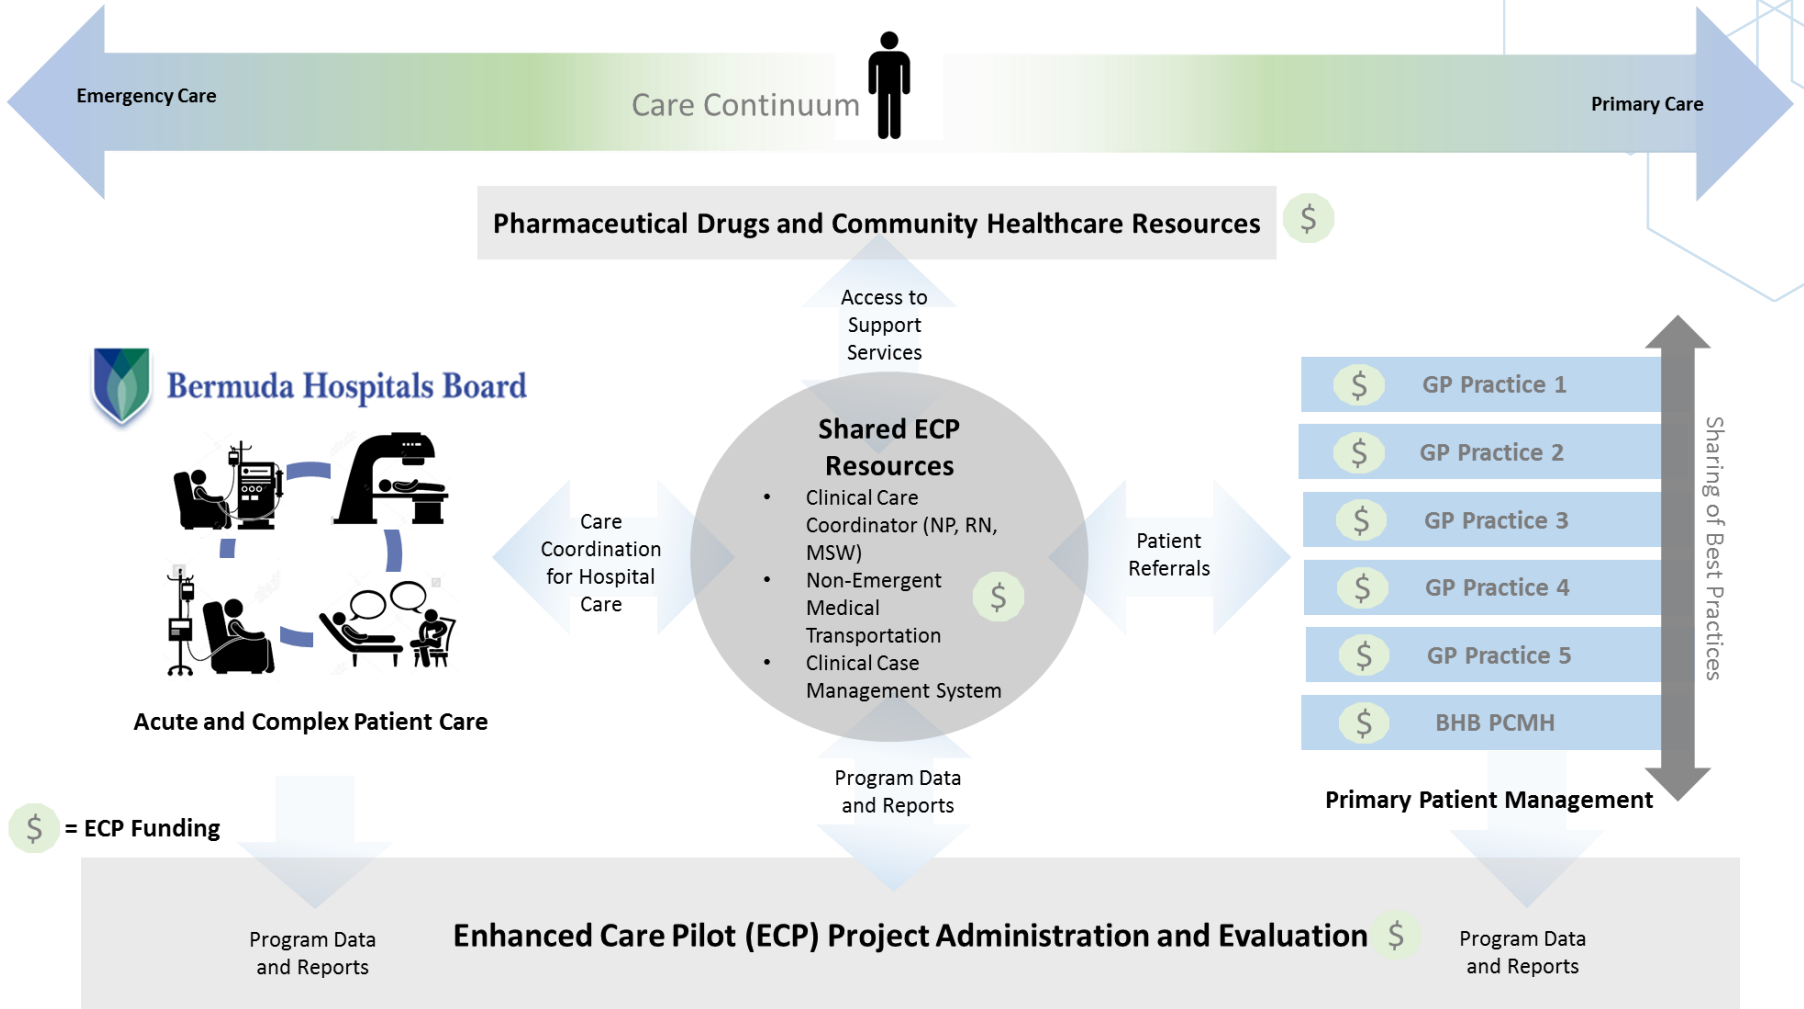 Emergency Care
Care Continuum
Primary Care
Pharmaceutical Drugs and Community Healthcare Resources
$
Access to
Support
Services
Bermuda Hospitals Board
Acute and Complex Patient Care
Care
Coordination
for Hospital
Care
Shared ECP
Resources
• Clinical Care
Coordinator (NP, RN,
MSW)
• Non-Emergent
Medical
Transportation
• Clinical Case
Management System
$
Patient
Referrals
$ GP Practice 1
$ GP Practice 2
$ GP Practice 3
$ GP Practice 4
$ GP Practice 5
$ BHB PCMH
Sharing of Best Practices
Primary Patient Management
Program Data
and Reports
$ = ECP Funding
Program Data
and Reports
Enhanced Care Pilot (ECP) Project Administration and Evaluation
$
Program Data
and Reports